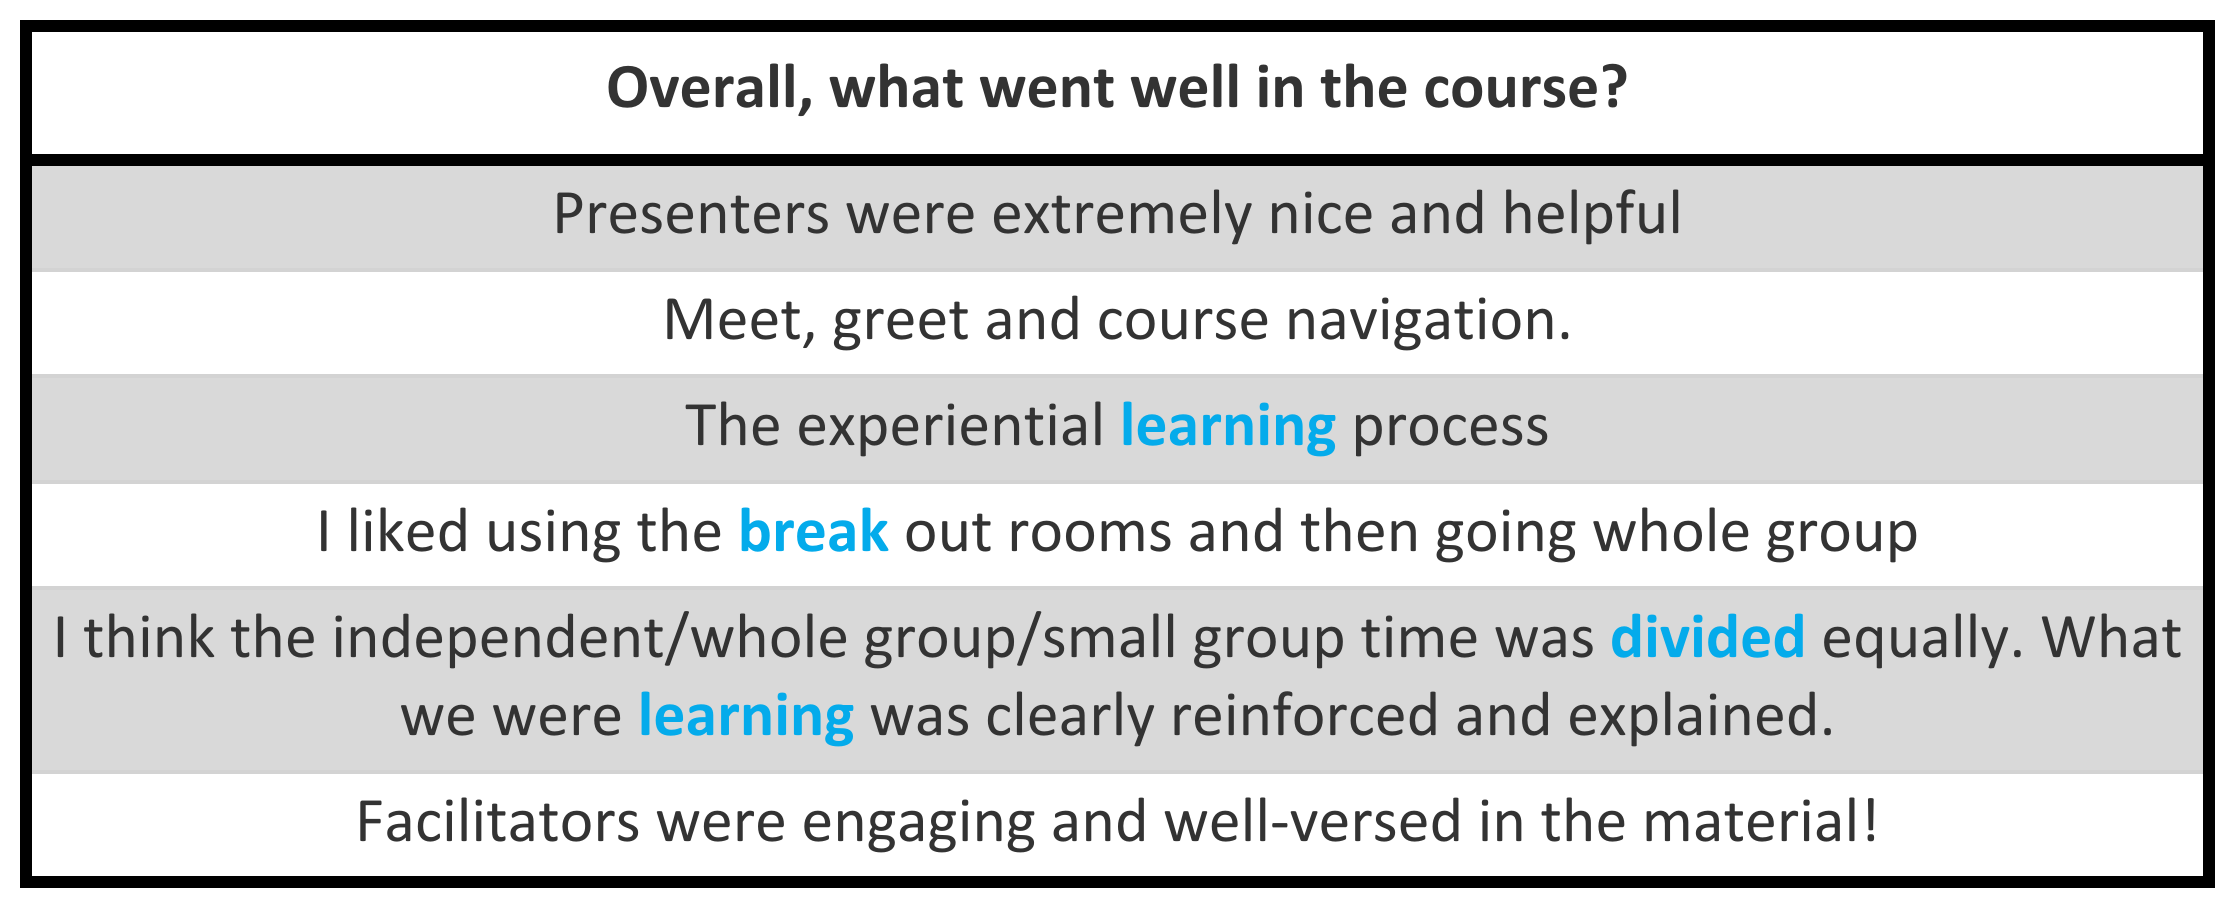 Overall, what went well in the course?
Presenters were extremely nice and helpful
Meet, greet and course navigation.
The experiential learning process
I liked using the break out rooms and then going whole group
I think the independent/whole group/small group time was divided equally. What
we were learning was clearly reinforced and explained.
Facilitators were engaging and well-versed in the material!